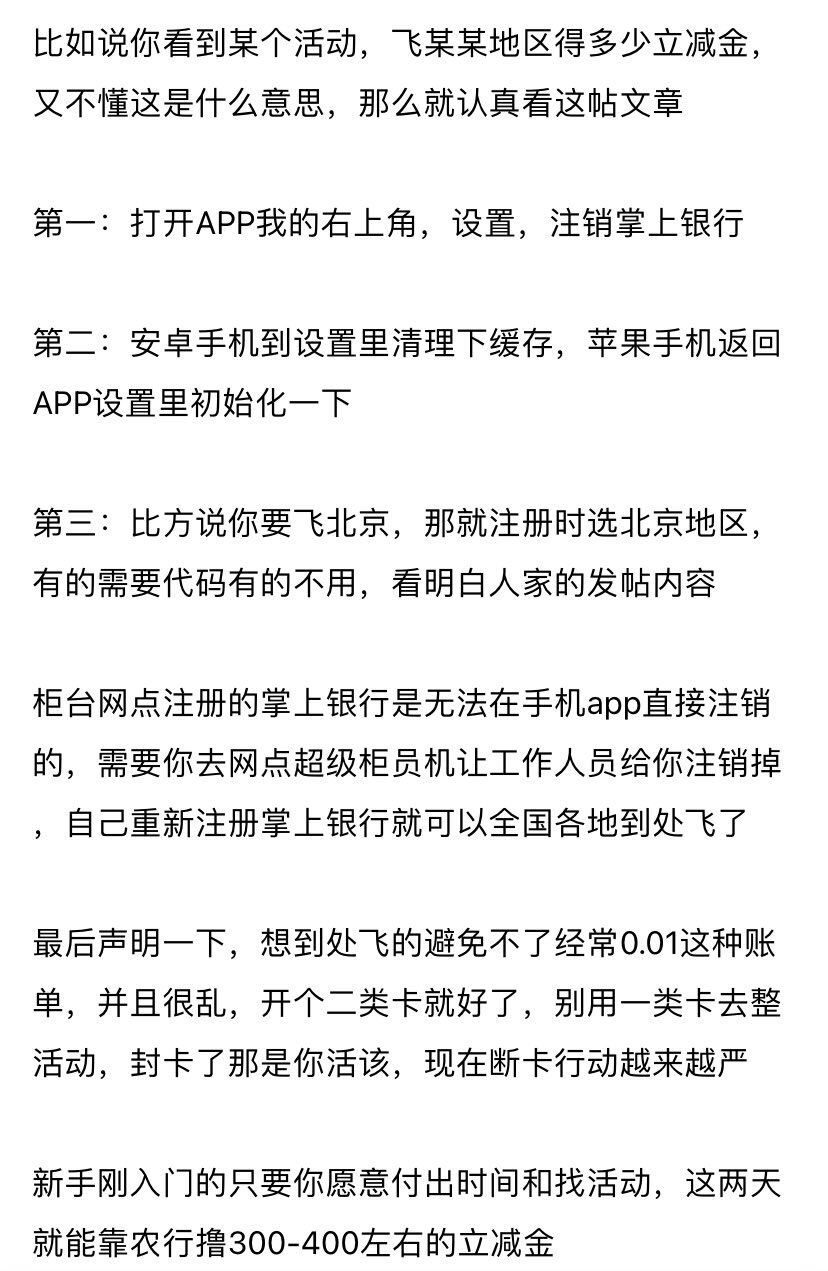 比如说你看到某个活动，飞某某地区得多少立减金，
又不懂这是什么意思，那么就认真看这帖文章
第一：打开APP我的右上角，设置，注销掌上银行
第二：安卓手机到设置里清理下缓存，苹果手机返回
APP设置里初始化一下
第三：比方说你要飞北京，那就注册时选北京地区，
有的需要代码有的不用，看明白人家的发帖内容
柜台网点注册的掌上银行是无法在手机app直接注销
的，需要你去网点超级柜员机让工作人员给你注销掉
，自己重新注册掌上银行就可以全国各地到处飞了
最后声明一下，想到处飞的避免不了经常0.01这种账
单，并且很乱，开个二类卡就好了，别用一类卡去整
活动，封卡了那是你活该，现在断卡行动越来越严
新手刚入门的只要你愿意付出时间和找活动，这两天
就能靠农行撸300-400左右的立减金